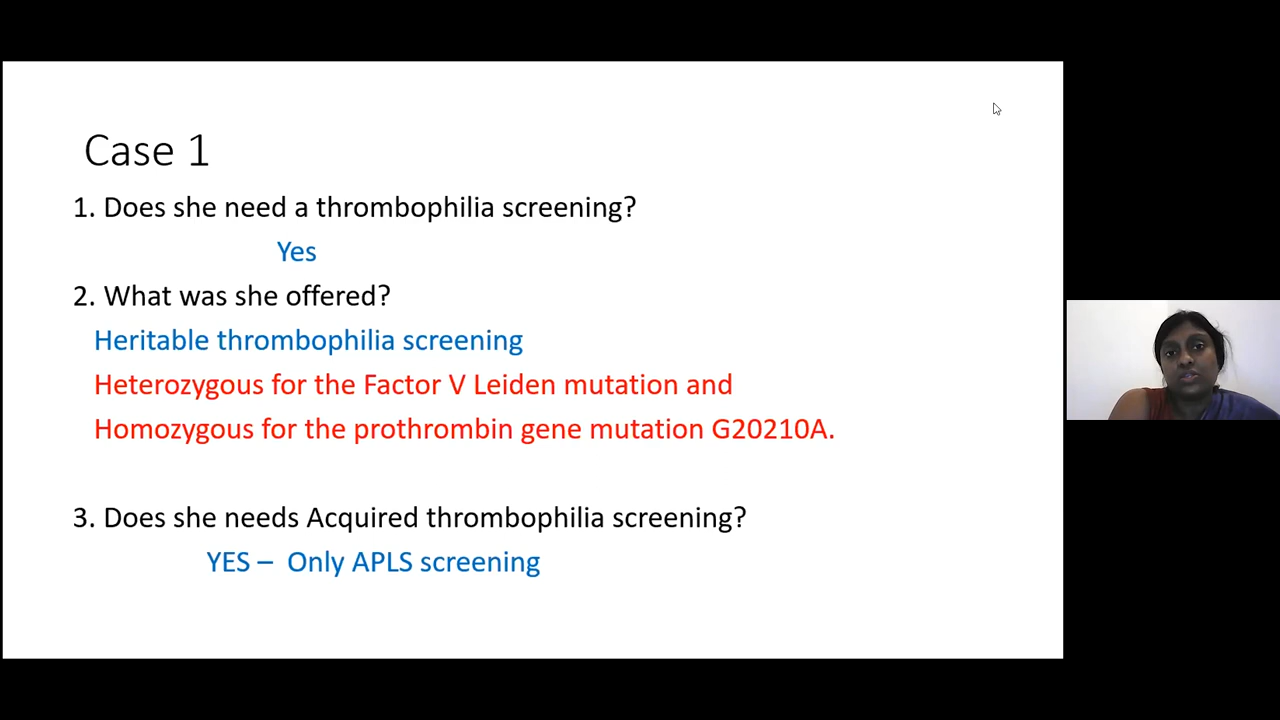 Case 1
1. Does she need a thrombophilia screening?
Yes
2. What was she offered?
Heritable thrombophilia screening
Heterozygous for the Factor V Leiden mutation and
Homozygous for the prothrombin gene mutation G20210A.
3. Does she needs Acquired thrombophilia screening?
YES – Only APLS screening